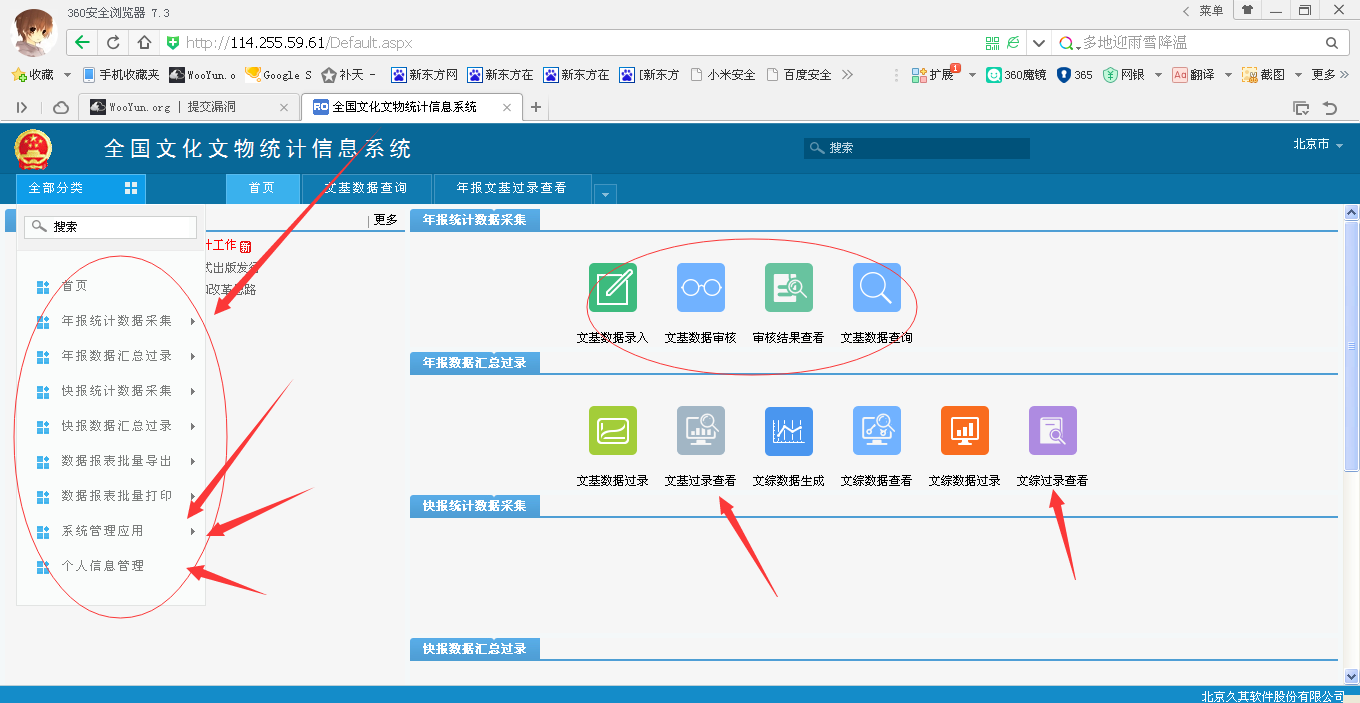 360安全浏览器 7.3
菜单
http://114.255.59.61/Default.aspx
多地迎雨雪降温
收藏 手机收藏夹 WooYun.o Google S 补天 - 新东方网 新东方在 新东方在 [新东方 小米安全 百度安全 扩展 1 360魔镜 365 网银 Aa 翻译 截图 更多
WooYun.org | 提交漏洞
RO 全国文化文物统计信息系统
全国文化文物统计信息系统
搜索
北京市
全部分类
首页
文基数据查询
年报文基过录查看
搜索
更多
计工作 新
式出版发行
首页
年报统计数据采集
年报数据汇总过录
快报统计数据采集
快报数据汇总过录
数据报表批量导出
数据报表批量打印
系统管理应用
个人信息管理
年报统计数据采集
文基数据录入 文基数据审核 审核结果查看 文基数据查询
年报数据汇总过录
文基数据过录 文基过录查看 文综数据生成 文综数据查看 文综数据过录 文综过录查看
快报统计数据采集
快报数据汇总过录
北京久其软件股份有限公司